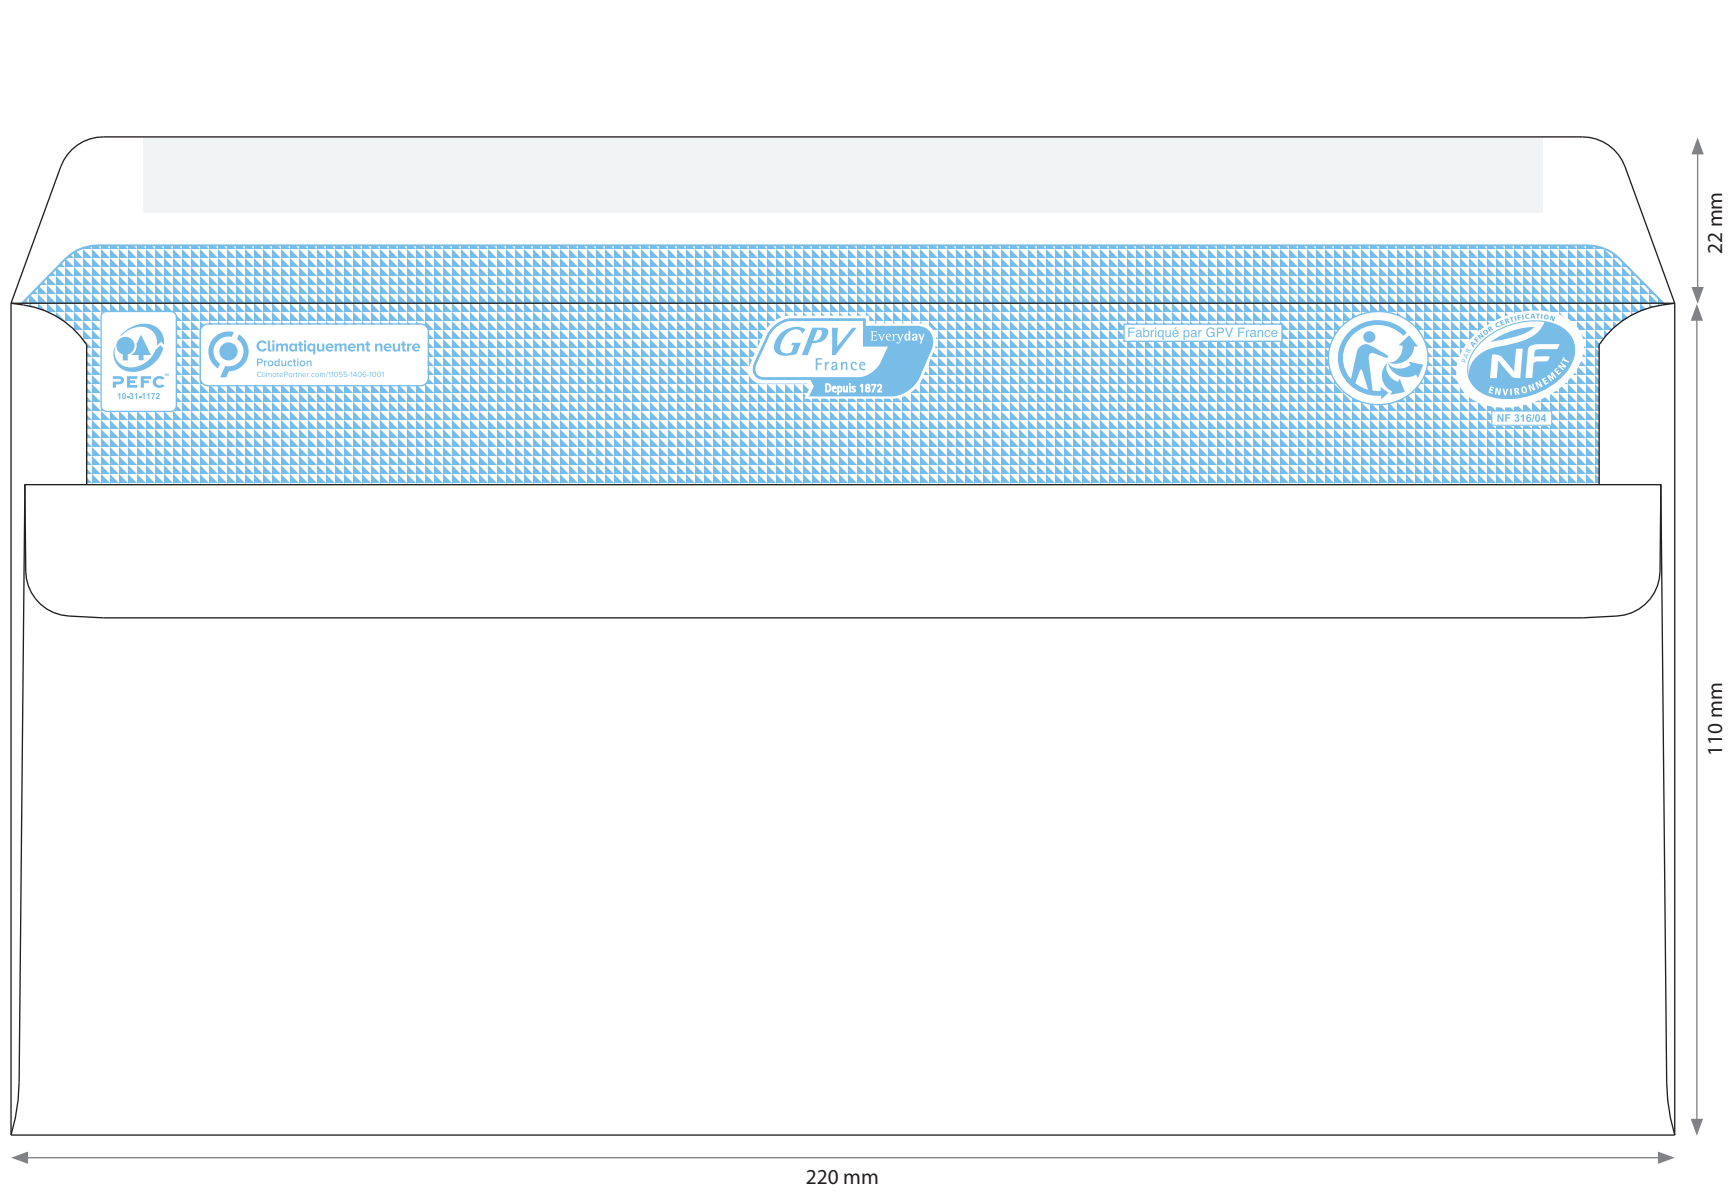 22 mm
PEFC™
10-31-1172
Climatiquement neutre
Production
ClimatePartner.com/11055-1406-1001
GPV
France
Everyday
Depuis 1872
Fabriqué par GPV France
PAR AFNOR CERTIFICATION
NF
ENVIRONNEMENT
NF 316/04
110 mm
220 mm